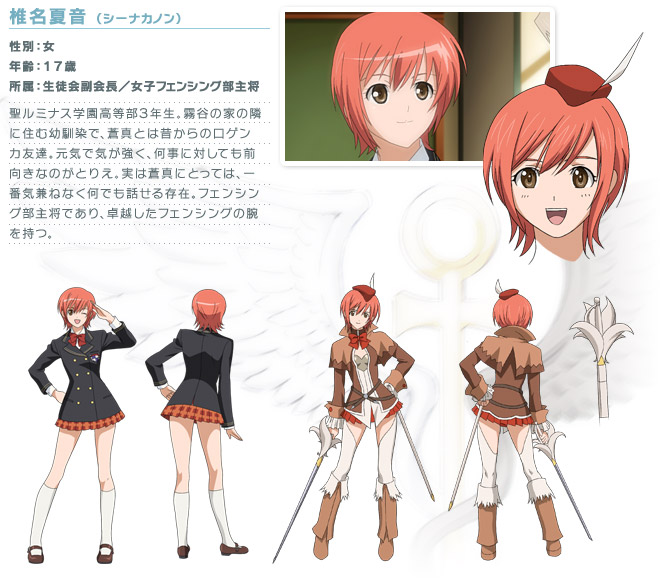 椎名夏音 （シーナカノン）
性別：女
年齢：17歳
所属：生徒会副会長／女子フェンシング部主将
聖ルミナス学園高等部3年生。霧谷の家の隣
に住む幼馴染で、蒼真とは昔からの口ゲン
カ友達。元気で気が強く、何事に対しても前
向きなのがとりえ。実は蒼真にとっては、一
番気兼ねなく何でも話せる存在。フェンシン
グ部主将であり、卓越したフェンシングの腕
を持つ。